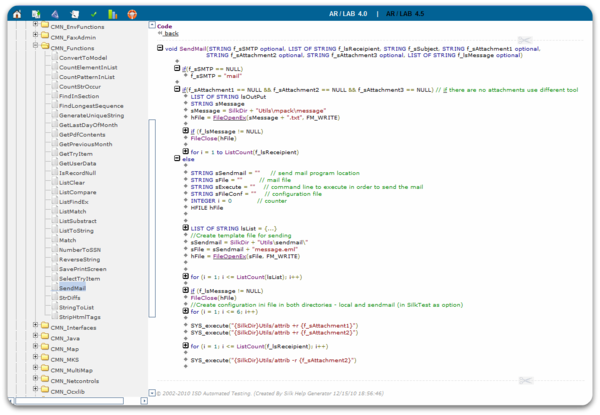 AR / LAB 4.0 | AR / LAB 4.5
CMN_EnvFunctions
CMN_FaxAdmin
CMN_Functions
ConvertToModel
CountElementInList
CountPatternInList
CountStrOccur
FindInSection
FindLongestSequence
GenerateUniqueString
GetLastDayOfMonth
GetPdfContents
GetPreviousMonth
GetTryItem
GetUserData
IsRecordNull
ListClear
ListCompare
ListFindEx
ListMatch
ListSubstract
ListToString
Match
NumberToSSN
ReverseString
SavePrintScreen
SelectTryItem
SendMail
StrDiffs
StringToList
StripHtmlTags
CMN_Interfaces
CMN_Java
CMN_Map
CMN_MKS
CMN_MultiMap
CMN_Netcontrols
CMN_Ocxlib
Code
back
void SendMail(STRING f_sSMTP optional, LIST OF STRING f_lsReceipient, STRING f_sSubject, STRING f_sAttachment1 optional,
STRING f_sAttachment2 optional, STRING f_sAttachment3 optional, LIST OF STRING f_lsMessage optional)
if(f_sSMTP == NULL)
f_sSMTP = "mail"
if(f_sAttachment1 == NULL && f_sAttachment2 == NULL && f_sAttachment3 == NULL) // if there are no attachments use different tool
LIST OF STRING lsOutPut
STRING sMessage
sMessage = SilkDir + "Utils\mpack\message"
hFile = FileOpenEx(sMessage + ".txt", FM_WRITE)
if (f_lsMessage != NULL)
FileClose(hFile)
for i = 1 to ListCount(f_lsReceipient)
else
STRING sSendmail = "" // send mail program location
STRING sFile = "" // mail file
STRING sExecute = "" // command line to execute in order to send the mail
STRING sFileConf = "" // configuration file
INTEGER i = 0 // counter
HFILE hFile
LIST OF STRING lsList = {...}
//Create template file for sending
sSendmail = SilkDir + "Utils\sendmail\"
sFile = sSendmail + "message.eml"
hFile = FileOpenEx(sFile, FM_WRITE)
for (i = 1; i <= ListCount(lsList); i++)
if (f_lsMessage != NULL)
FileClose(hFile)
//Create configuration ini file in both directories - local and sendmail (in SilkTest as option)
for (i = 1; i <= 6; i++)
SYS_execute("{SilkDir}Utils/attrib +r {f_sAttachment1}")
SYS_execute("{SilkDir}Utils/attrib +r {f_sAttachment2}")
for (i = 1; i <= ListCount(f_lsReceipient); i++)
SYS_execute("{SilkDir}Utils/attrib -r {f_sAttachment2}")
© 2002-2010 ISD Automated Testing. (Created By Silk Help Generator 12/15/10 18:56:46)